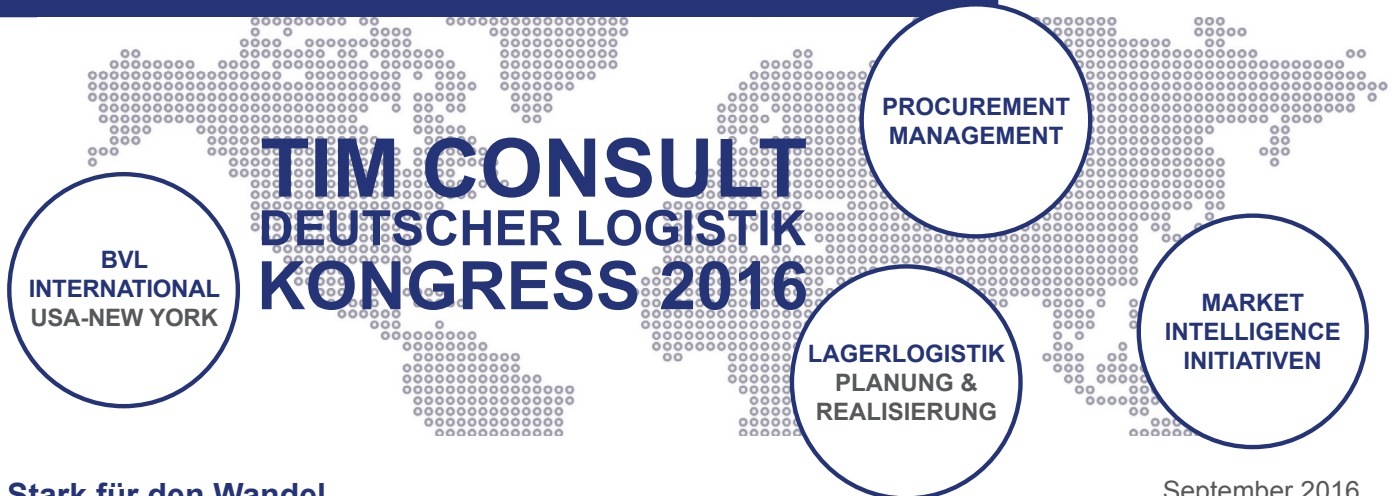 TIM CONSULT
DEUTSCHER LOGISTIK
KONGRESS 2016
BVL
INTERNATIONAL
USA-NEW YORK
PROCUREMENT
MANAGEMENT
LAGERLOGISTIK
PLANUNG &
REALISIERUNG
MARKET
INTELLIGENCE
INITIATIVEN
Stark für den Wandel
September 2016